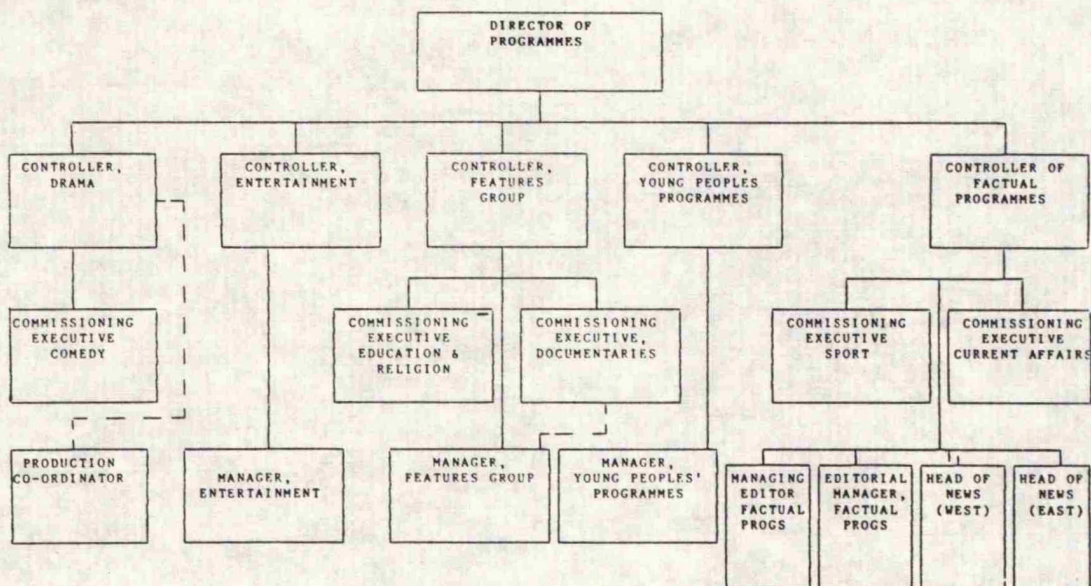 DIRECTOR OF
PROGRAMMES
CONTROLLER,
DRAMA
CONTROLLER,
ENTERTAINMENT
CONTROLLER,
FEATURES
GROUP
CONTROLLER,
YOUNG PEOPLES
PROGRAMMES
CONTROLLER OF
FACTUAL
PROGRAMMES
COMMISSIONING
EXECUTIVE
COMEDY
COMMISSIONING
EXECUTIVE
EDUCATION &
RELIGION
COMMISSIONING
EXECUTIVE,
DOCUMENTARIES
COMMISSIONING
EXECUTIVE
SPORT
COMMISSIONING
EXECUTIVE
CURRENT AFFAIRS
PRODUCTION
CO-ORDINATOR
MANAGER,
ENTERTAINMENT
MANAGER,
FEATURES GROUP
MANAGER,
YOUNG PEOPLES'
PROGRAMMES
MANAGING
EDITOR
FACTUAL
PROGS
EDITORIAL
MANAGER,
FACTUAL
PROGS
HEAD OF
NEWS
(WEST)
HEAD OF
NEWS
(EAST)